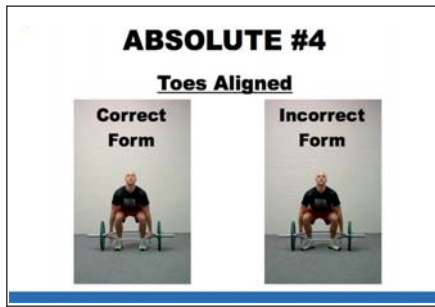 ABSOLUTE #4
Toes Aligned
Correct
Form
Incorrect
Form